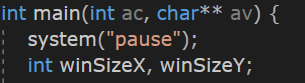 int main(int ac, char** av) {
system("pause");
int winSizeX, winSizeY;